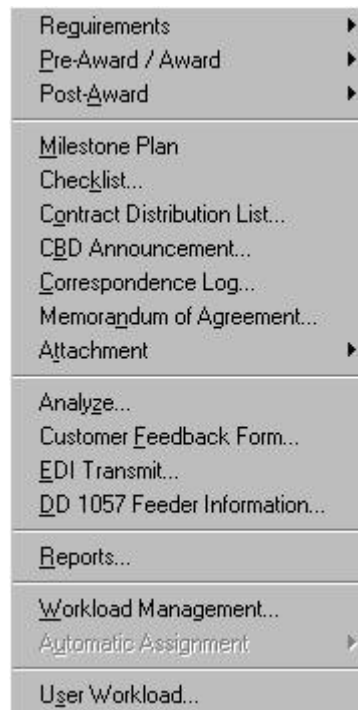 Requirements
Pre-Award / Award
Post-Award
Milestone Plan
Checklist...
Contract Distribution List...
CBD Announcement...
Correspondence Log...
Memorandum of Agreement...
Attachment
Analyze...
Customer Feedback Form...
EDI Transmit...
DD 1057 Feeder Information...
Reports...
Workload Management...
Automatic Assignment
User Workload...